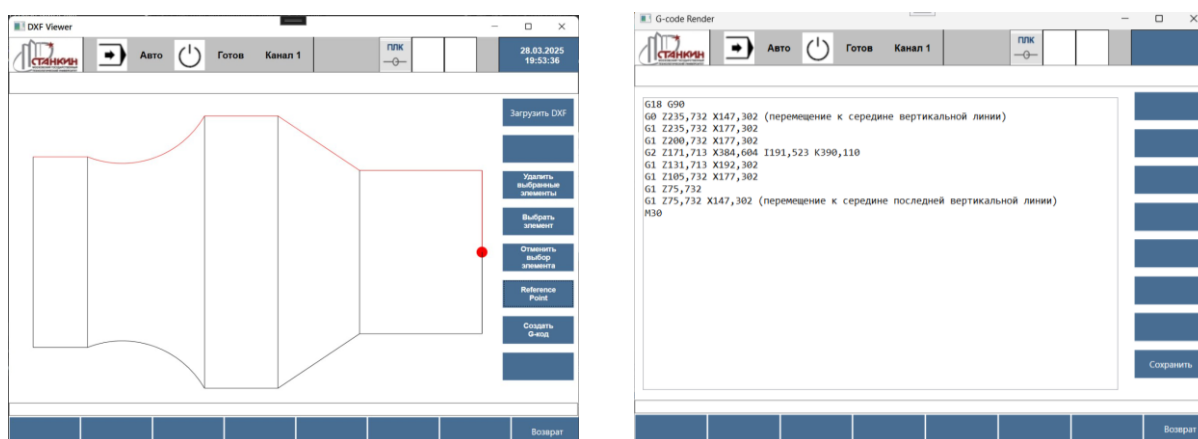 DXF Viewer
СТАНКИН
Авто
Готов
Канал 1
ПЛК
28.03.2025
19:53:36
Загрузить DXF
Удалить
выбранные
элементы
Выбрать
элемент
Отменить
выбор
элемента
Reference
Point
Создать
G-код
Возврат
G-code Render
СТАНКИН
Авто
Готов
Канал 1
ПЛК
G18 G90
G0 Z235,732 X147,302 (перемещение к середине вертикальной линии)
G1 Z235,732 X177,302
G1 Z200,732 X177,302
G2 Z171,713 X384,604 I191,523 K390,110
G1 Z131,713 X192,302
G1 Z105,732 X177,302
G1 Z75,732
G1 Z75,732 X147,302 (перемещение к середине последней вертикальной линии)
M30
Сохранить
Возврат